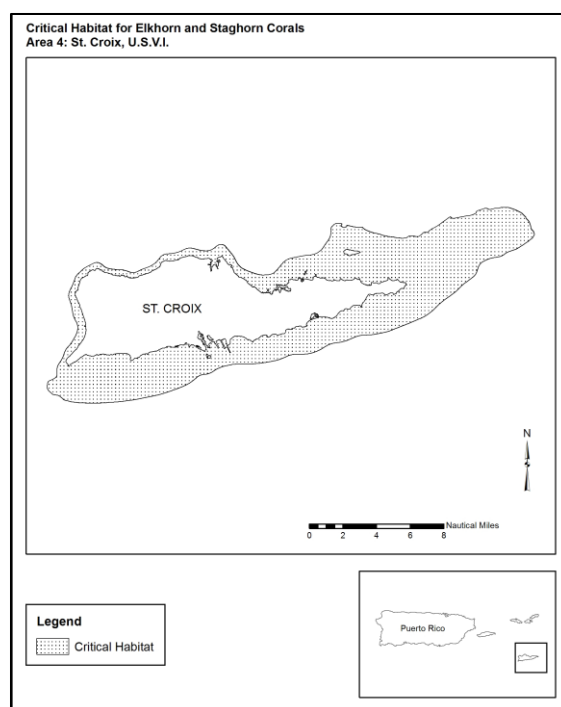 Critical Habitat for Elkhorn and Staghorn Corals
Area 4: St. Croix, U.S.V.I.
ST. CROIX
N
Nautical Miles
0 2 4 6 8
Legend
Critical Habitat
Puerto Rico